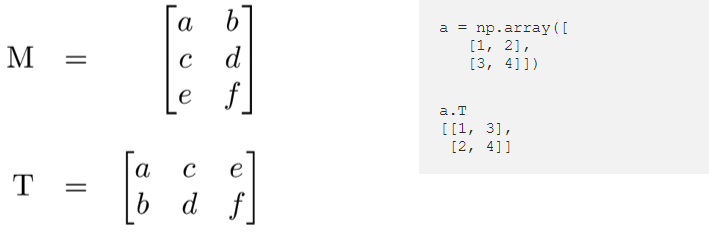 M = [a b
c d
e f]
T = [a c e
b d f]
a = np.array([
[1, 2],
[3, 4]])
a.T
[[1, 3],
[2, 4]]